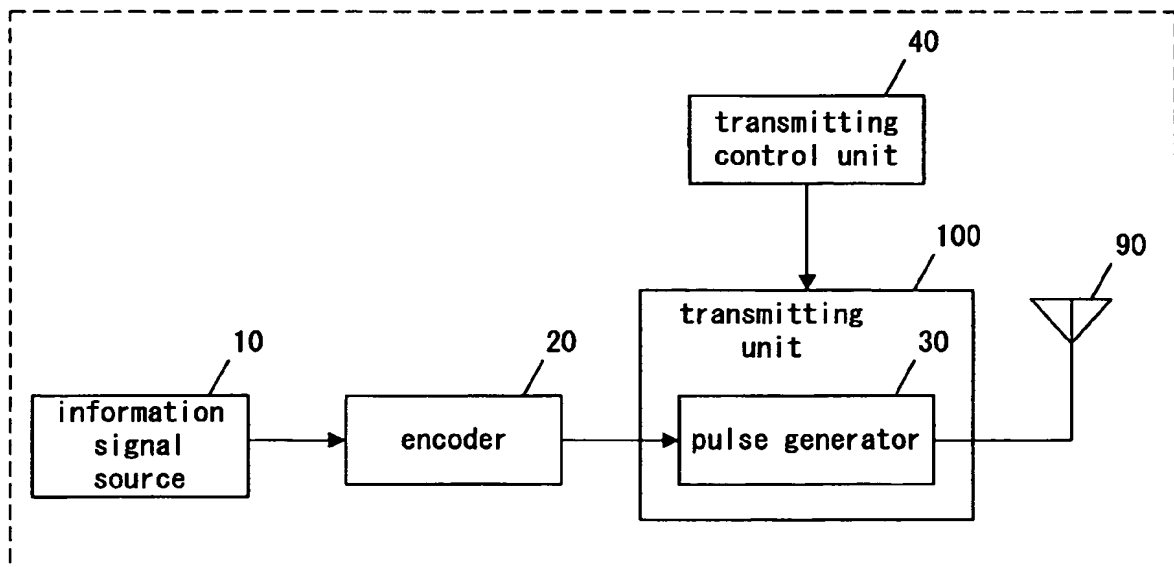 40
transmitting
control unit
100
90
transmitting
unit
10
20
30
information
signal
source
encoder
pulse generator